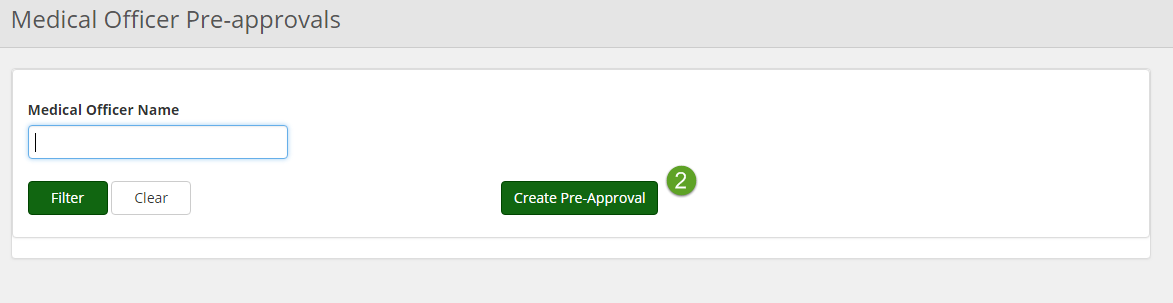 Medical Officer Pre-approvals
Medical Officer Name
Filter Clear Create Pre-Approval 2